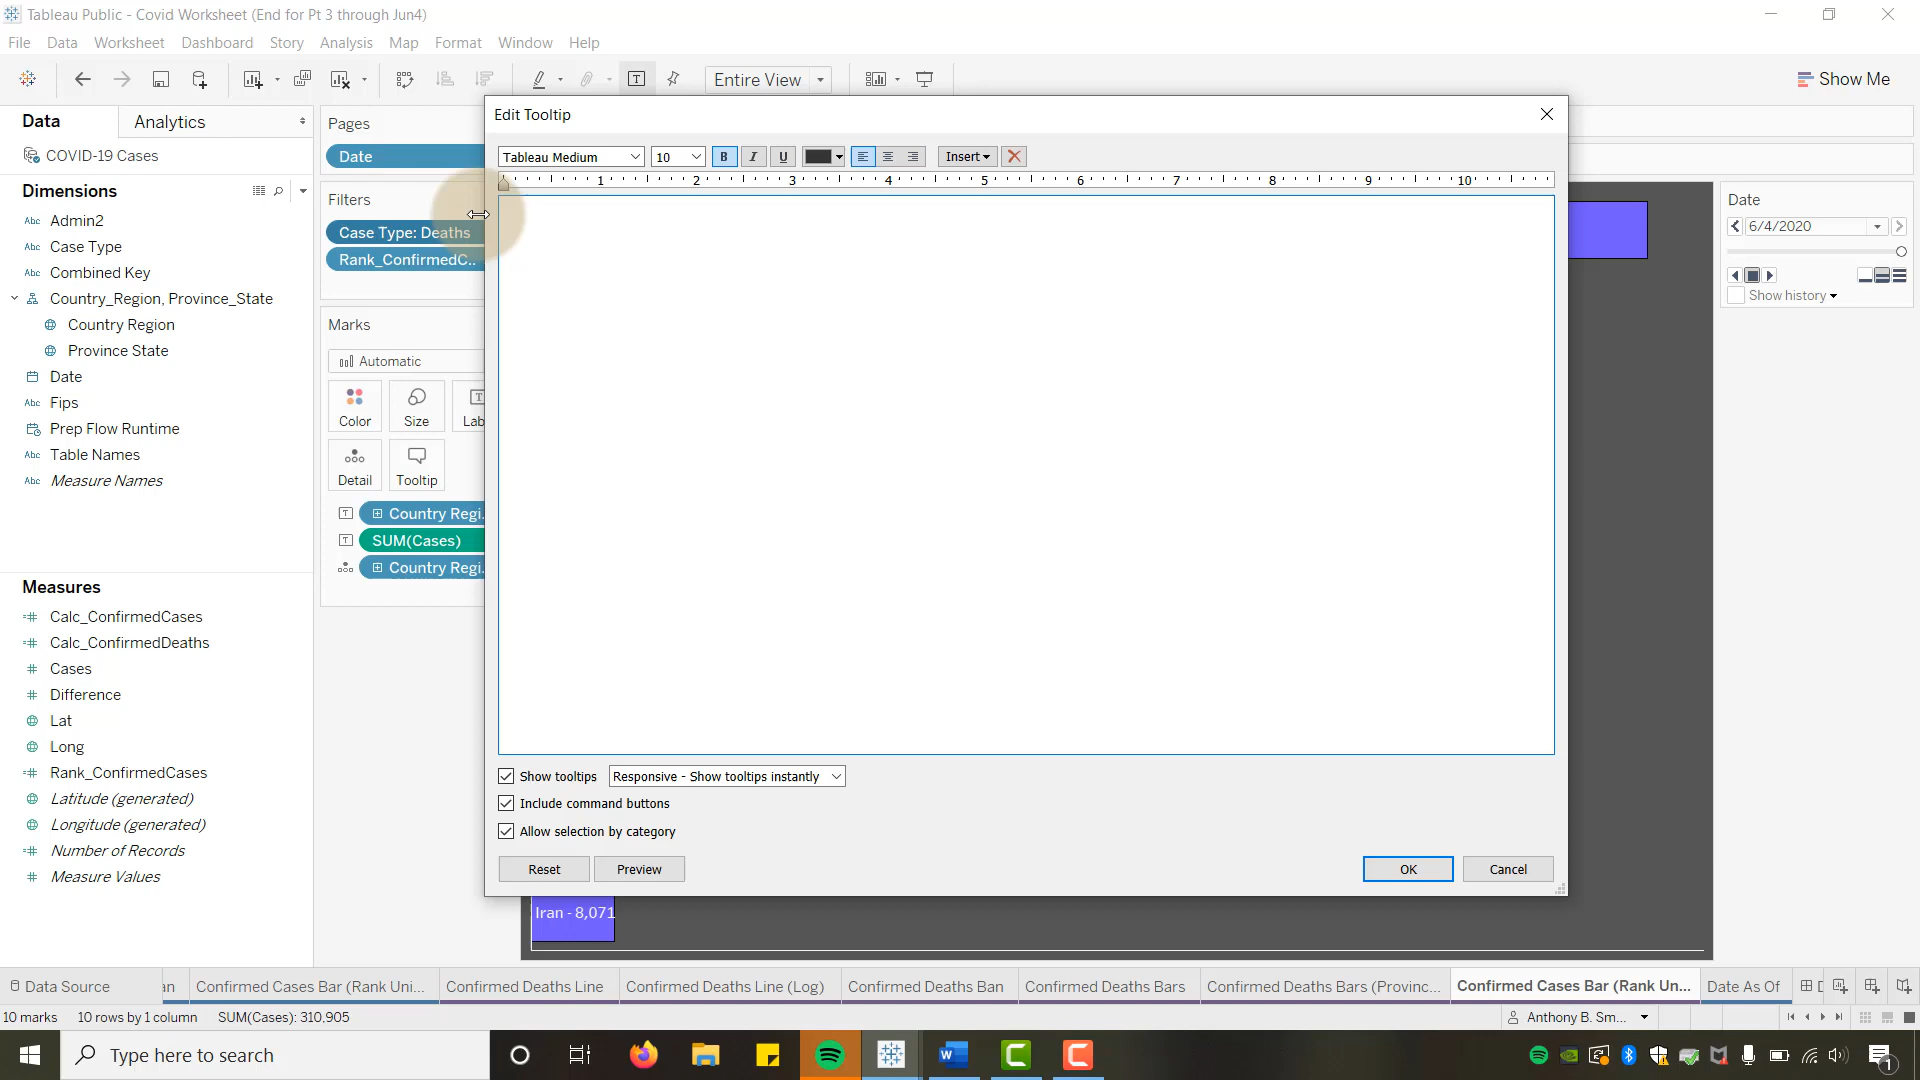 Tableau Public - Covid Worksheet (End for Pt 3 through Jun4)
File Data Worksheet Dashboard Story Analysis Map Format Window Help
Entire View
Show Me
Data
Analytics
COVID-19 Cases
Dimensions
Admin2
Case Type
Combined Key
Country_Region, Province_State
Country Region
Province State
Date
Fips
Prep Flow Runtime
Table Names
Measure Names
Measures
Calc_ConfirmedCases
Calc_ConfirmedDeaths
Cases
Difference
Lat
Long
Rank_ConfirmedCases
Latitude (generated)
Longitude (generated)
Number of Records
Measure Values
Pages
Date
Filters
Case Type: Deaths
Rank_ConfirmedC..
Marks
Automatic
Color
Size
Lab
Detail
Tooltip
Country Regi.
SUM(Cases)
Country Regi.
Edit Tooltip
Tableau Medium 10 B I U Insert
1 2 3 4 5 6 7 8 9 10
Show tooltips Responsive - Show tooltips instantly
Include command buttons
Allow selection by category
Reset Preview OK Cancel
Iran - 8,071
Date
6/4/2020
Show history
Data Source
an
Confirmed Cases Bar (Rank Uni...
Confirmed Deaths Line
Confirmed Deaths Line (Log)
Confirmed Deaths Ban
Confirmed Deaths Bars
Confirmed Deaths Bars (Provinc...
Confirmed Cases Bar (Rank Un...
Date As Of
10 marks 10 rows by 1 column SUM(Cases): 310,905
Anthony B. Sm...
Type here to search
1